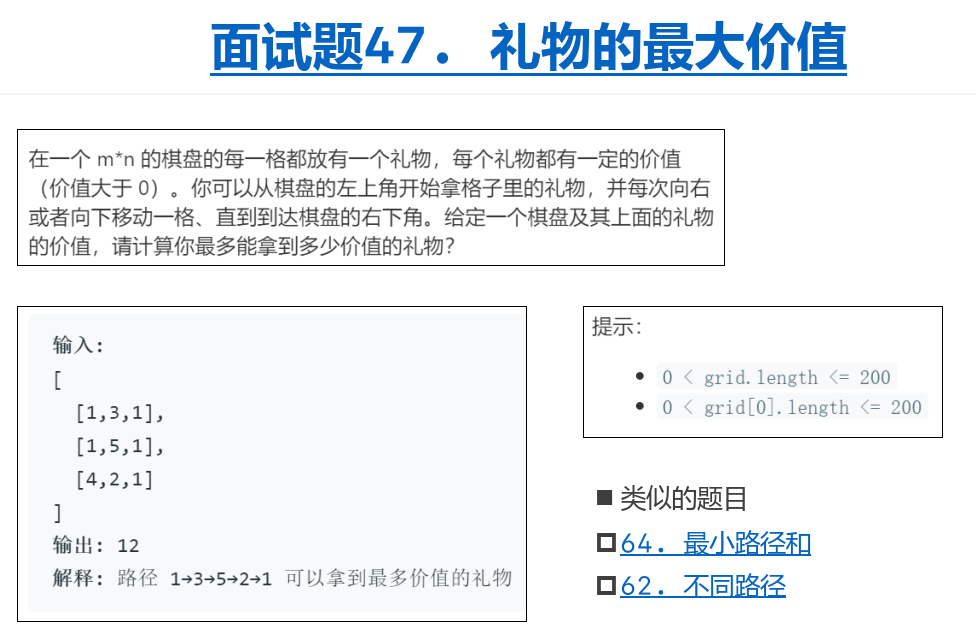 面试题47. 礼物的最大价值
在一个 m*n 的棋盘的每一格都放有一个礼物，每个礼物都有一定的价值
（价值大于 0）。你可以从棋盘的左上角开始拿格子里的礼物，并每次向右
或者向下移动一格、直到到达棋盘的右下角。给定一个棋盘及其上面的礼物
的价值，请计算你最多能拿到多少价值的礼物？
输入:
[
[1,3,1],
[1,5,1],
[4,2,1]
]
输出: 12
解释: 路径 1→3→5→2→1 可以拿到最多价值的礼物
提示：
• 0 < grid.length <= 200
• 0 < grid[0].length <= 200
■ 类似的题目
64. 最小路径和
62. 不同路径